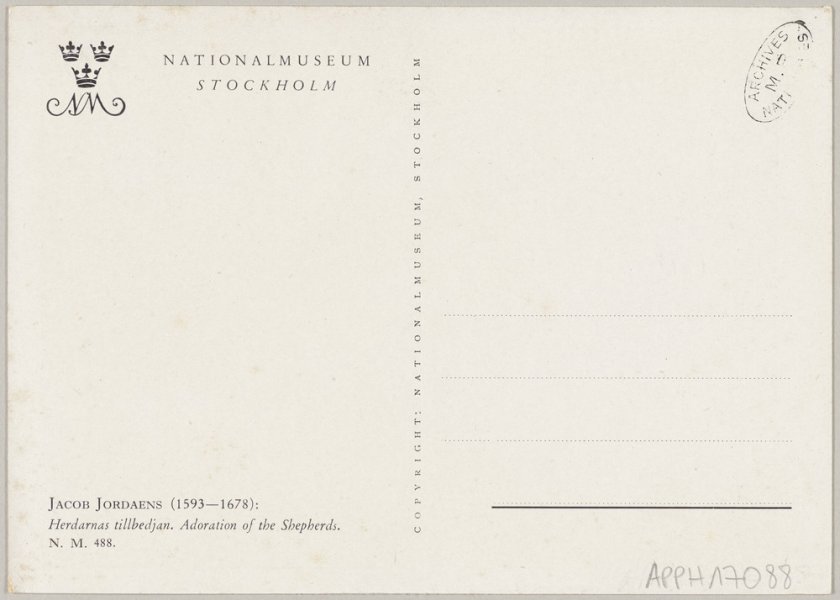 NM
NATIONALMUSEUM
STOCKHOLM
COPYRIGHT: NATIONALMUSEUM, STOCKHOLM
ARCHIVES
M.
NATI
JACOB JORDAENS (1593—1678):
Herdarnas tillbedjan. Adoration of the Shepherds.
N. M. 488.
APPH17088